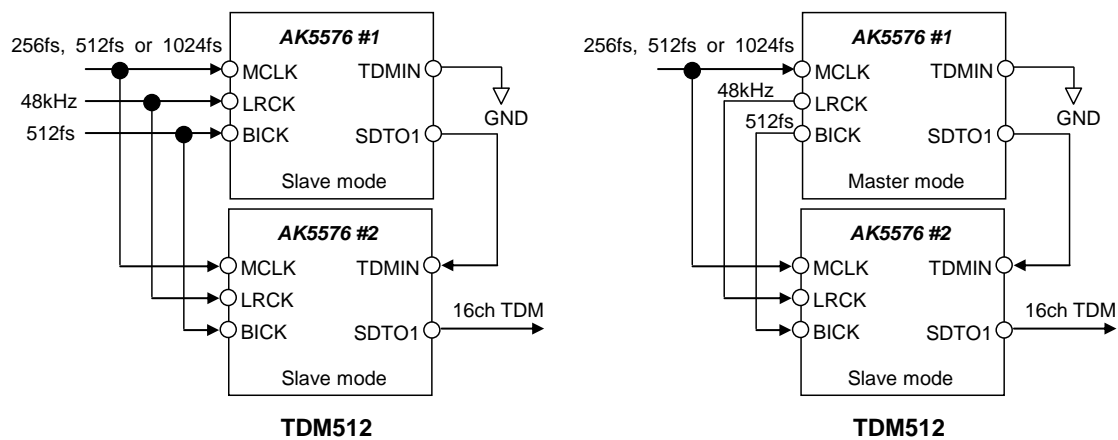 256fs, 512fs or 1024fs
48kHz
512fs
AK5576 #1
MCLK
LRCK
BICK
TDMIN
SDTO1
GND
Slave mode
AK5576 #2
MCLK
LRCK
BICK
TDMIN
SDTO1
16ch TDM
Slave mode
TDM512
256fs, 512fs or 1024fs
48kHz
512fs
AK5576 #1
MCLK
LRCK
BICK
TDMIN
SDTO1
GND
Master mode
AK5576 #2
MCLK
LRCK
BICK
TDMIN
SDTO1
16ch TDM
Slave mode
TDM512